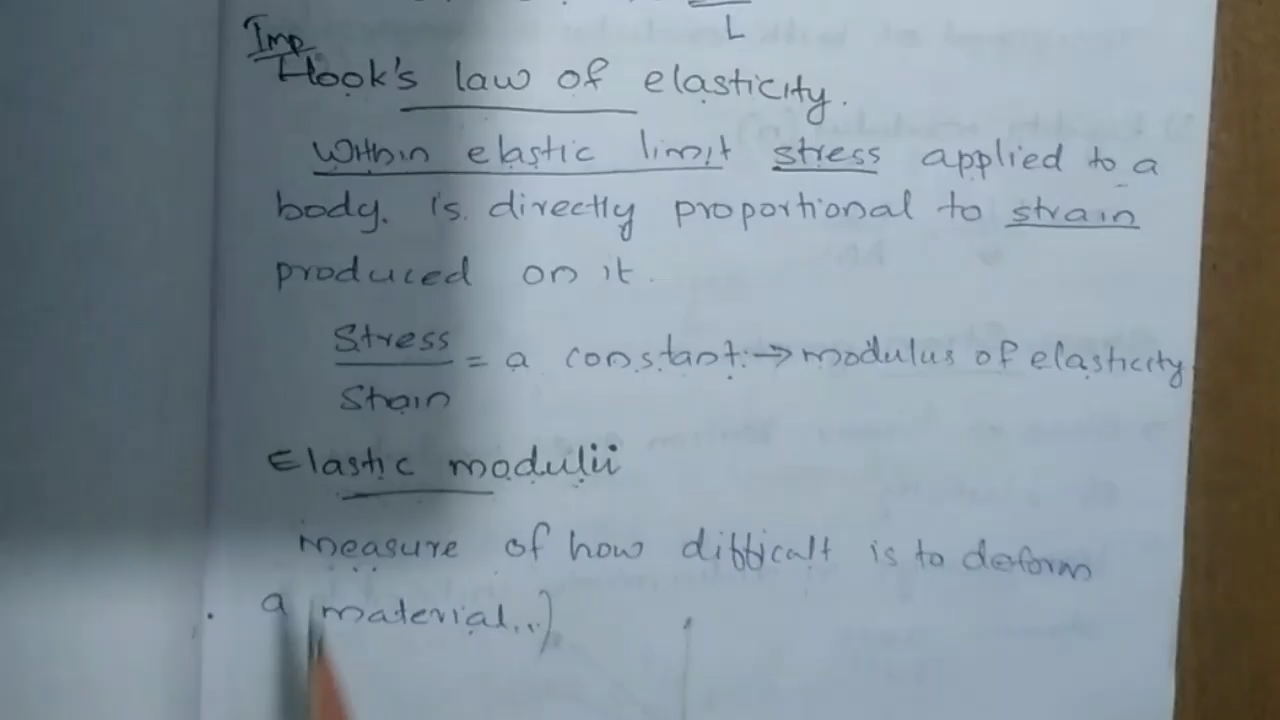 L
Imp
Hook's law of elasticity.
Within elastic limit stress applied to a
body. is directly proportional to strain
produced on it.
Stress
= a constant → modulus of elasticity
Strain
Elastic modulii
measure of how difficult is to deform
a material..)